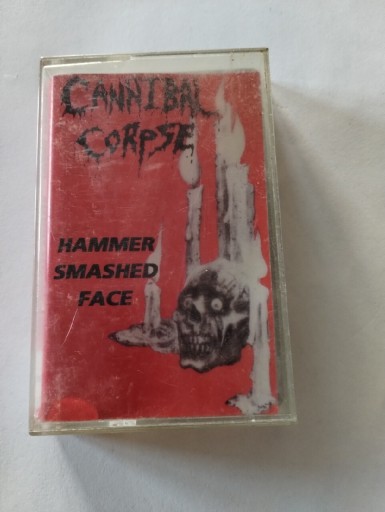 CANNIBAL
CORPSE
HAMMER
SMASHED
FACE